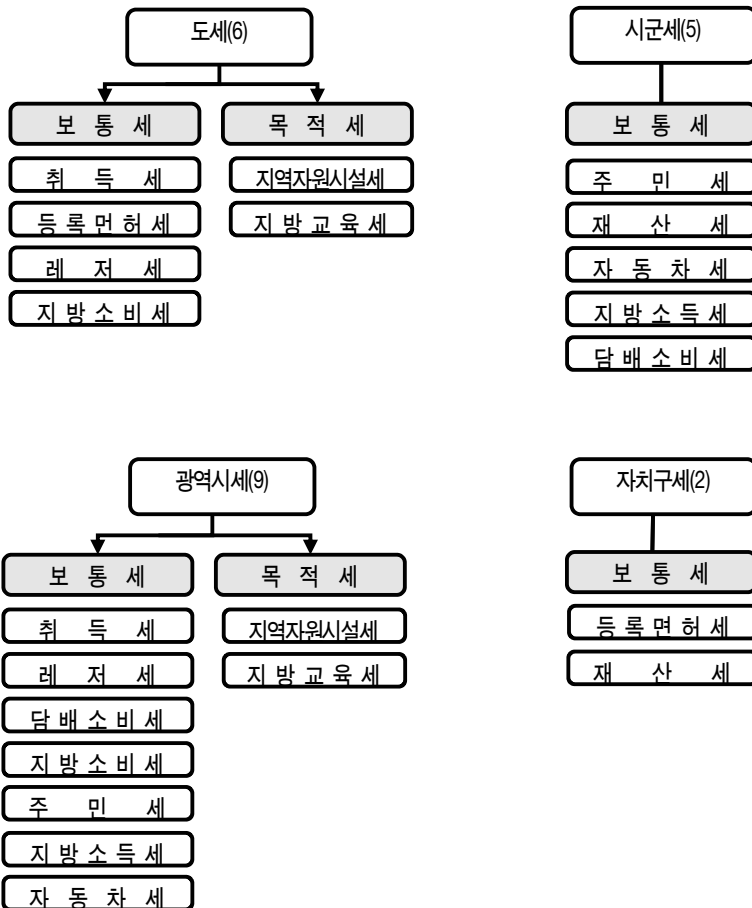 도세(6)
보 통 세
취 득 세
등 록 먼 허 세
레 저 세
지 방 소 비 세
목 적 세
지역자원시설세
지 방 교 육 세
시군세(5)
보 통 세
주 민 세
재 산 세
자 동 차 세
지 방 소 득 세
담 배 소 비 세
광역시세(9)
보 통 세
취 득 세
레 저 세
담 배 소 비 세
지 방 소 비 세
주 민 세
지 방 소 득 세
자 동 차 세
목 적 세
지역자원시설세
지 방 교 육 세
자치구세(2)
보 통 세
등 록 면 허 세
재 산 세